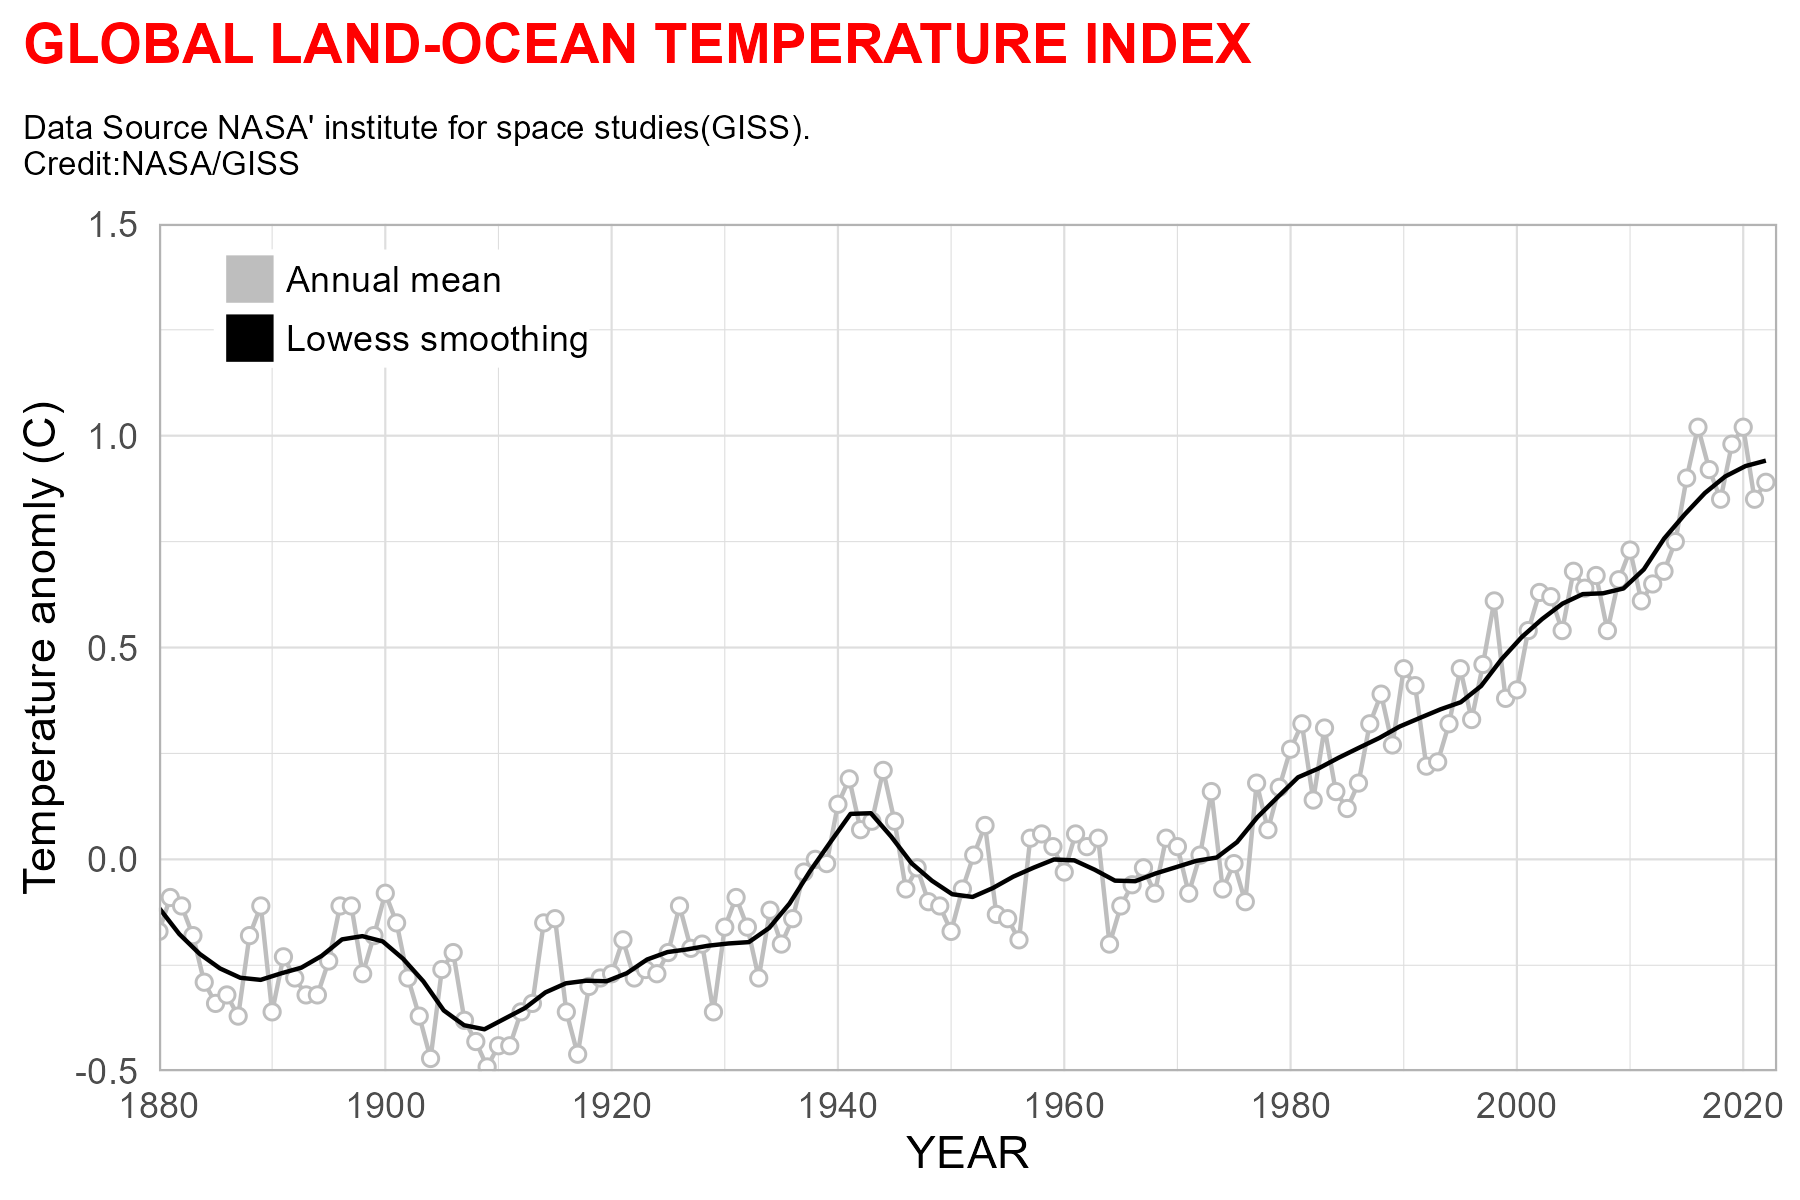 GLOBAL LAND-OCEAN TEMPERATURE INDEX
Data Source NASA' institute for space studies(GISS).
Credit:NASA/GISS
Annual mean
Lowess smoothing
Temperature anomly (C)
1.5
1.0
0.5
0.0
-0.5
1880 1900 1920 1940 1960 1980 2000 2020
YEAR